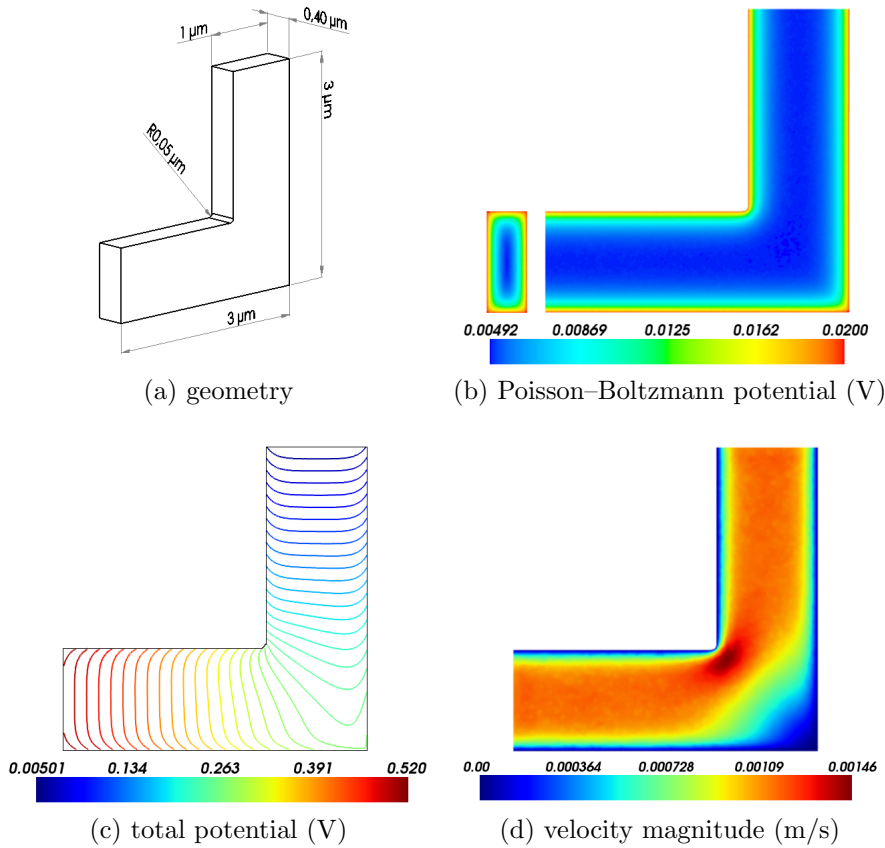 1 µm
0,40 µm
3 µm
R0,05 µm
3 µm
(a) geometry
0.00492 0.00869 0.0125 0.0162 0.0200
(b) Poisson–Boltzmann potential (V)
0.00501 0.134 0.263 0.391 0.520
(c) total potential (V)
0.00 0.000364 0.000728 0.00109 0.00146
(d) velocity magnitude (m/s)